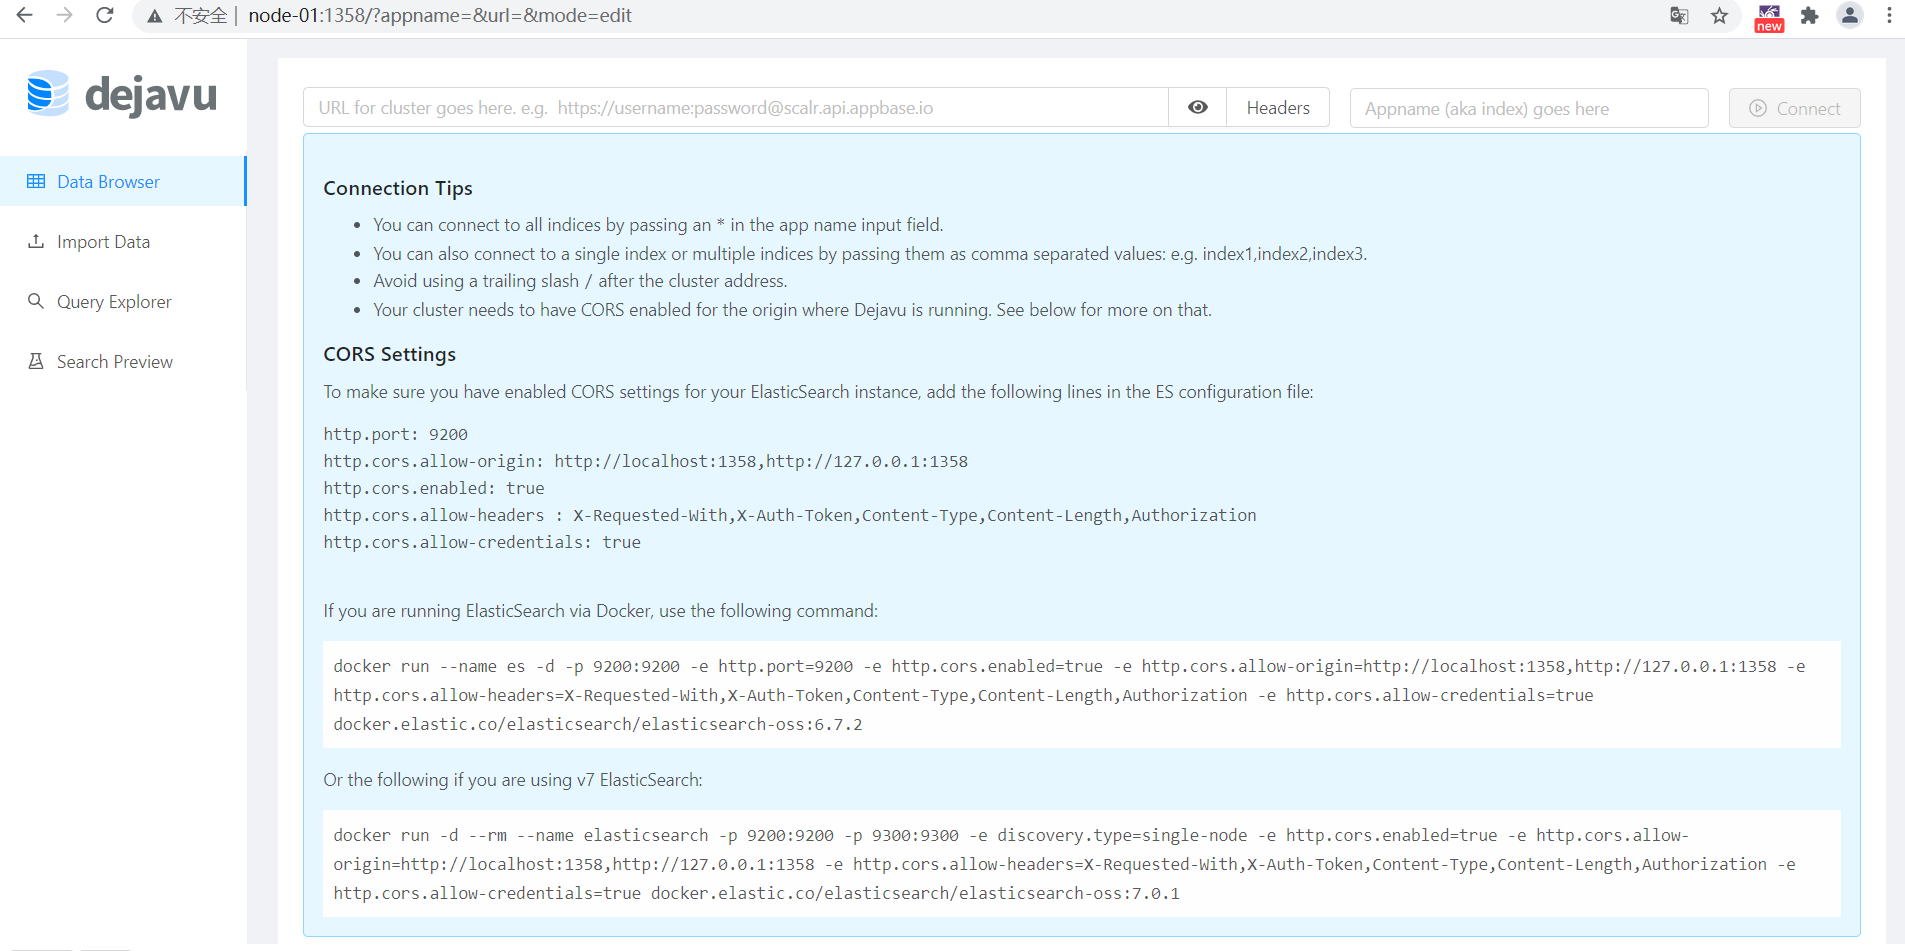 不安全 | node-01:1358/?appname=&url=&mode=edit
new
dejavu
Data Browser
Import Data
Query Explorer
Search Preview
URL for cluster goes here. e.g.  https://username:password@scalr.api.appbase.io
Headers
Appname (aka index) goes here
Connect
Connection Tips
• You can connect to all indices by passing an * in the app name input field.
• You can also connect to a single index or multiple indices by passing them as comma separated values: e.g. index1,index2,index3.
• Avoid using a trailing slash / after the cluster address.
• Your cluster needs to have CORS enabled for the origin where Dejavu is running. See below for more on that.
CORS Settings
To make sure you have enabled CORS settings for your ElasticSearch instance, add the following lines in the ES configuration file:
http.port: 9200
http.cors.allow-origin: http://localhost:1358,http://127.0.0.1:1358
http.cors.enabled: true
http.cors.allow-headers : X-Requested-With,X-Auth-Token,Content-Type,Content-Length,Authorization
http.cors.allow-credentials: true
If you are running ElasticSearch via Docker, use the following command:
docker run --name es -d -p 9200:9200 -e http.port=9200 -e http.cors.enabled=true -e http.cors.allow-origin=http://localhost:1358,http://127.0.0.1:1358 -e
http.cors.allow-headers=X-Requested-With,X-Auth-Token,Content-Type,Content-Length,Authorization -e http.cors.allow-credentials=true
docker.elastic.co/elasticsearch/elasticsearch-oss:6.7.2
Or the following if you are using v7 ElasticSearch:
docker run -d --rm --name elasticsearch -p 9200:9200 -p 9300:9300 -e discovery.type=single-node -e http.cors.enabled=true -e http.cors.allow-
origin=http://localhost:1358,http://127.0.0.1:1358 -e http.cors.allow-headers=X-Requested-With,X-Auth-Token,Content-Type,Content-Length,Authorization -e
http.cors.allow-credentials=true docker.elastic.co/elasticsearch/elasticsearch-oss:7.0.1